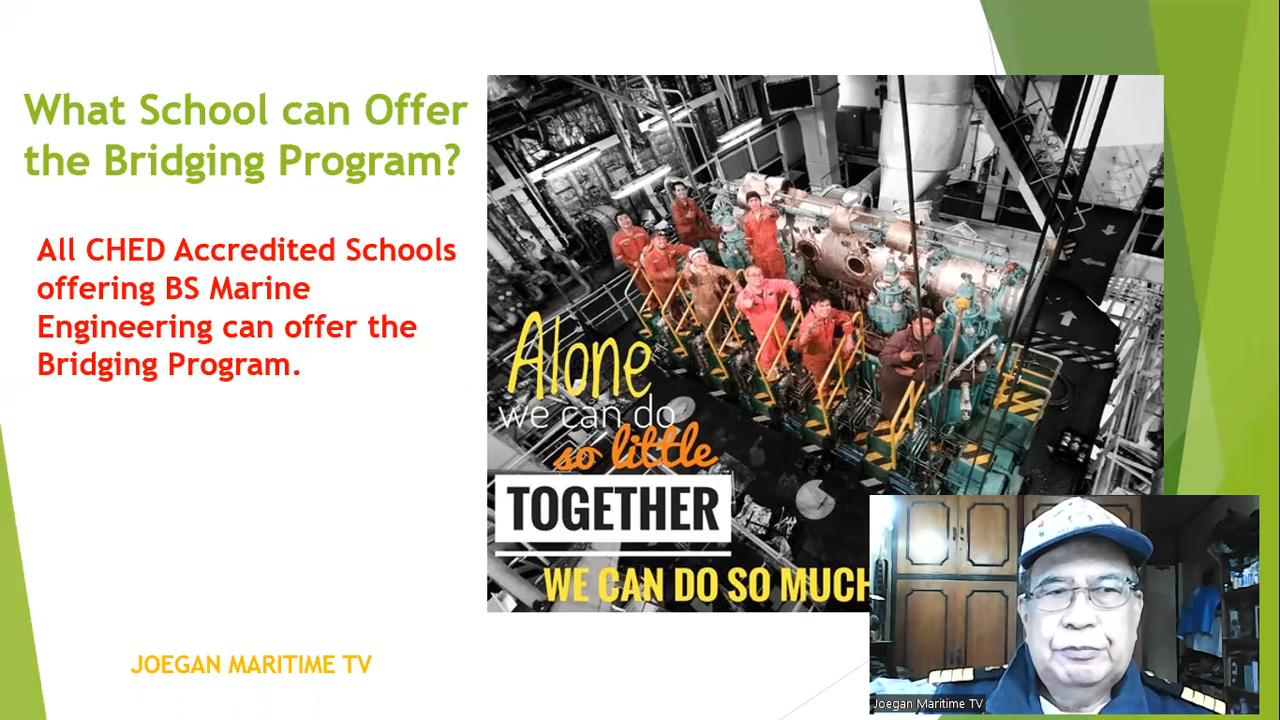 What School can Offer
the Bridging Program?
All CHED Accredited Schools
offering BS Marine
Engineering can offer the
Bridging Program.
Alone
we can do
so little
TOGETHER
WE CAN DO SO MUCH
JOEGAN MARITIME TV
Joegan Maritime TV